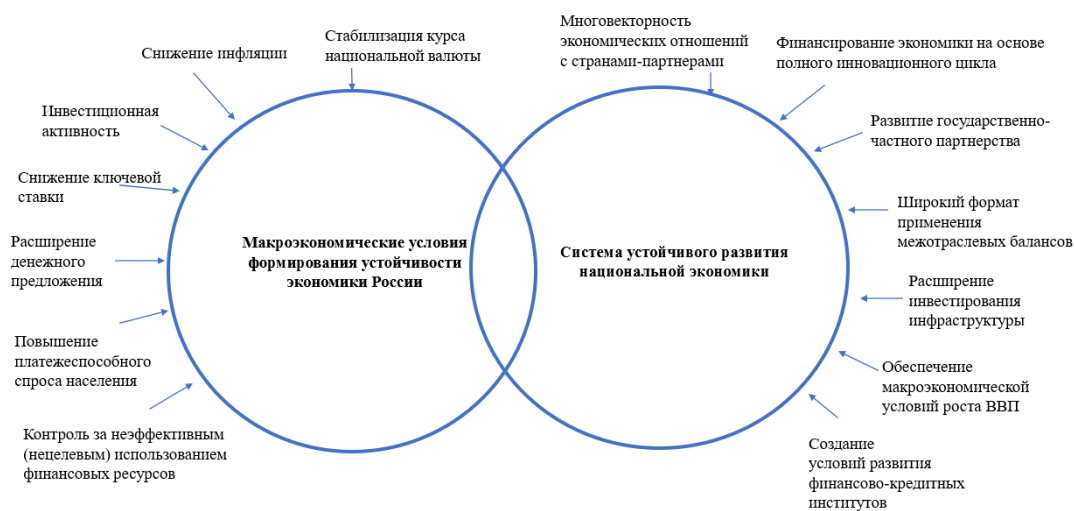 Стабилизация курса
национальной валюты
Снижение инфляции
Инвестиционная
активность
Снижение ключевой
ставки
Расширение
денежного
предложения
Повышение
платежеспособного
спроса населения
Контроль за неэффективным
(нецелевым) использованием
финансовых ресурсов
Макроэкономические условия
формирования устойчивости
экономики России
Система устойчивого развития
национальной экономики
Многовекторность
экономических отношений
с странами-партнерами
Финансирование экономики на основе
полного инновационного цикла
Развитие государственно-
частного партнерства
Широкий формат
применения
межотраслевых балансов
Расширение
инвестирования
инфраструктуры
Обеспечение
макроэкономической
условий роста ВВП
Создание
условий развития
финансово-кредитных
институтов